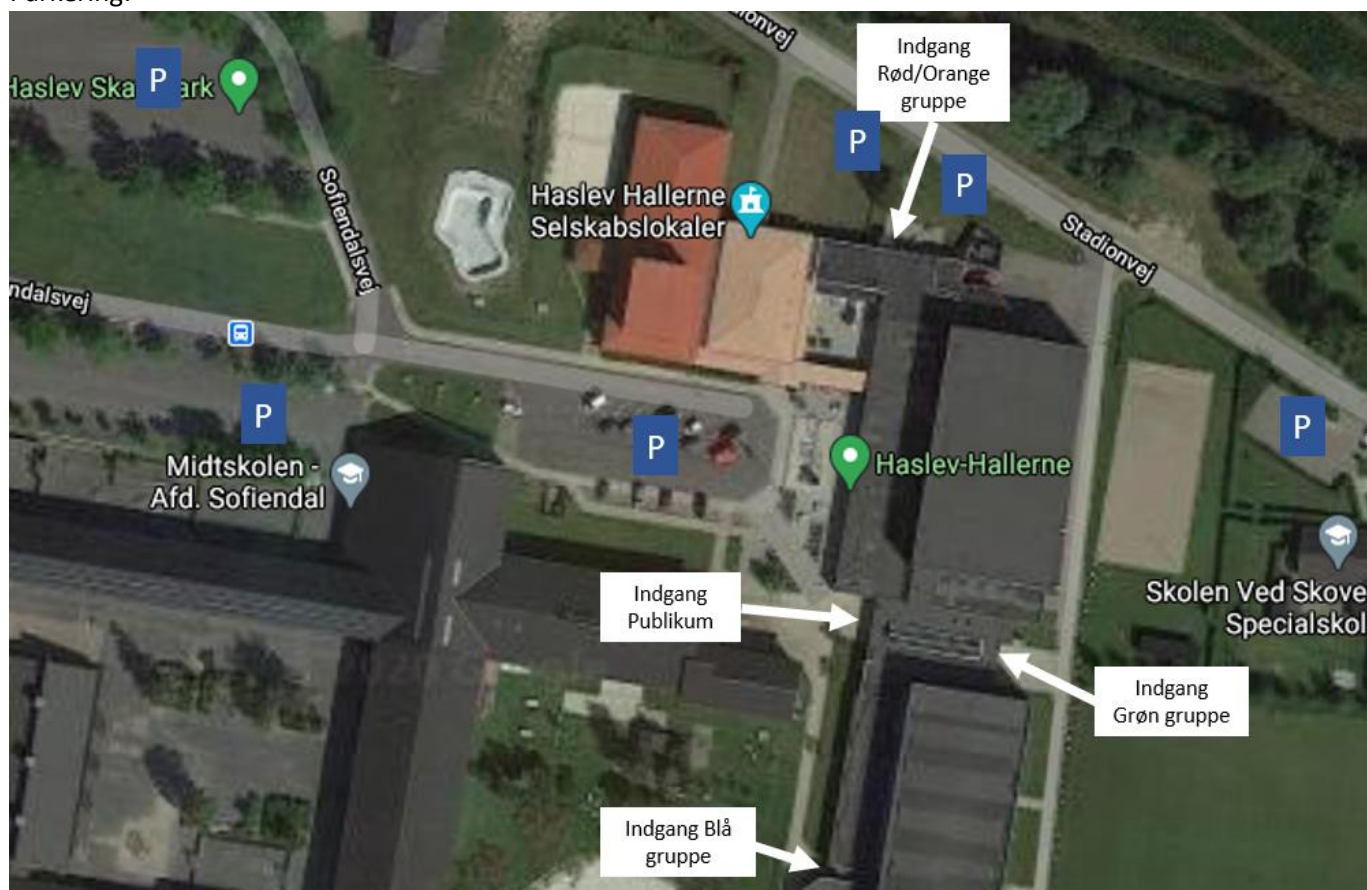 Parkering:
Indgang
Rød/Orange
gruppe
Stadionvej
P
Haslev Ska ark
P
P
Sofiendalsvej
Haslev Hallerne
Selskabslokaler
Stadionvej
ndalsvej
P
P
P
Midtskolen -
Afd. Sofiendal
Haslev-Hallerne
Indgang
Publikum
Skolen Ved Skove
Specialskol
Indgang
Grøn gruppe
Indgang Blå
gruppe